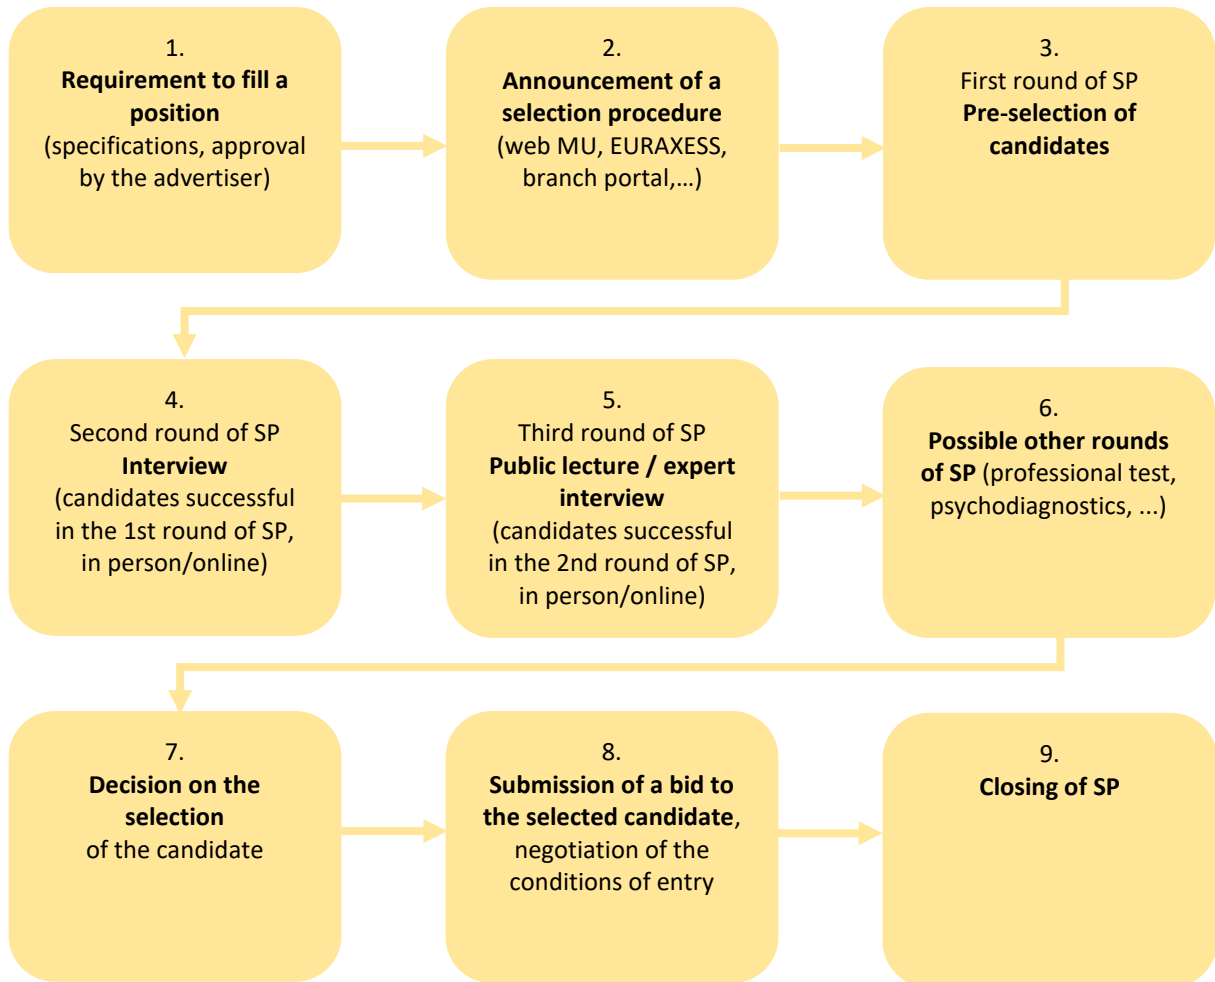 1.
Requirement to fill a
position
(specifications, approval
by the advertiser)
2.
Announcement of a
selection procedure
(web MU, EURAXESS,
branch portal,...)
3.
First round of SP
Pre-selection of
candidates
4.
Second round of SP
Interview
(candidates successful
in the 1st round of SP,
in person/online)
5.
Third round of SP
Public lecture / expert
interview
(candidates successful
in the 2nd round of SP,
in person/online)
6.
Possible other rounds
of SP (professional test,
psychodiagnostics, ...)
7.
Decision on the
selection
of the candidate
8.
Submission of a bid to
the selected candidate,
negotiation of the
conditions of entry
9.
Closing of SP